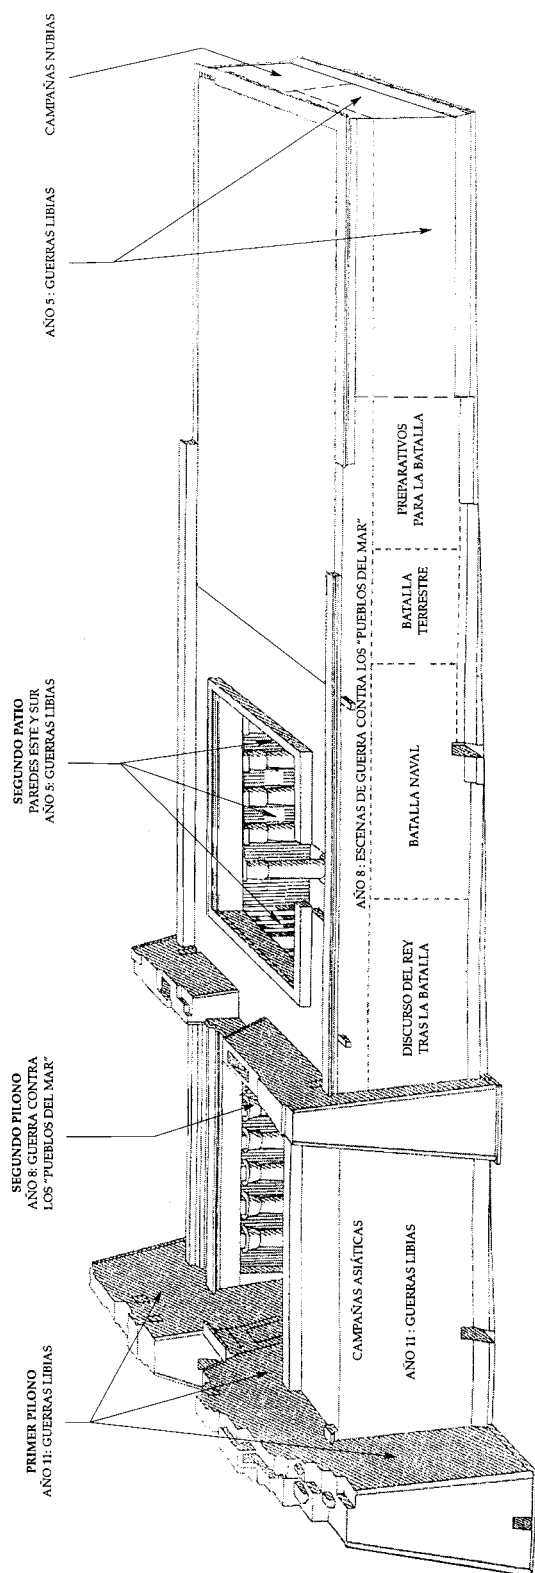 PRIMER PILONO
AÑO 11: GUERRAS LIBIAS
SEGUNDO PILONO
AÑO 8: GUERRA CONTRA
LOS "PUEBLOS DEL MAR"
SEGUNDO PATIO
PAREDES ESTE Y SUR
AÑO 5: GUERRAS LIBIAS
AÑO 5 : GUERRAS LIBIAS
CAMPAÑAS NUBIAS
CAMPAÑAS ASIÁTICAS
AÑO 11 : GUERRAS LIBIAS
AÑO 8 : ESCENAS DE GUERRA CONTRA LOS "PUEBLOS DEL MAR"
DISCURSO DEL REY
TRAS LA BATALLA
BATALLA NAVAL
BATALLA
TERRESTRE
PREPARATIVOS
PARA LA BATALLA